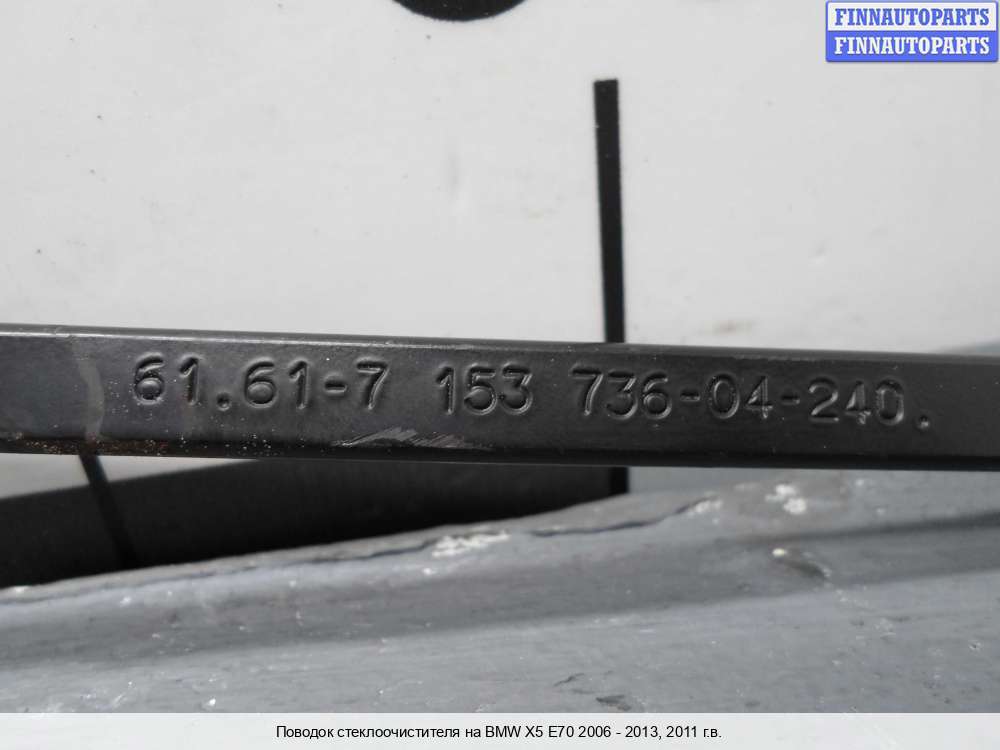 FINNAUTOPARTS
FINNAUTOPARTS
61.61-7 153 736-04-240.
Поводок стеклоочистителя на BMW X5 E70 2006 - 2013, 2011 г.в.